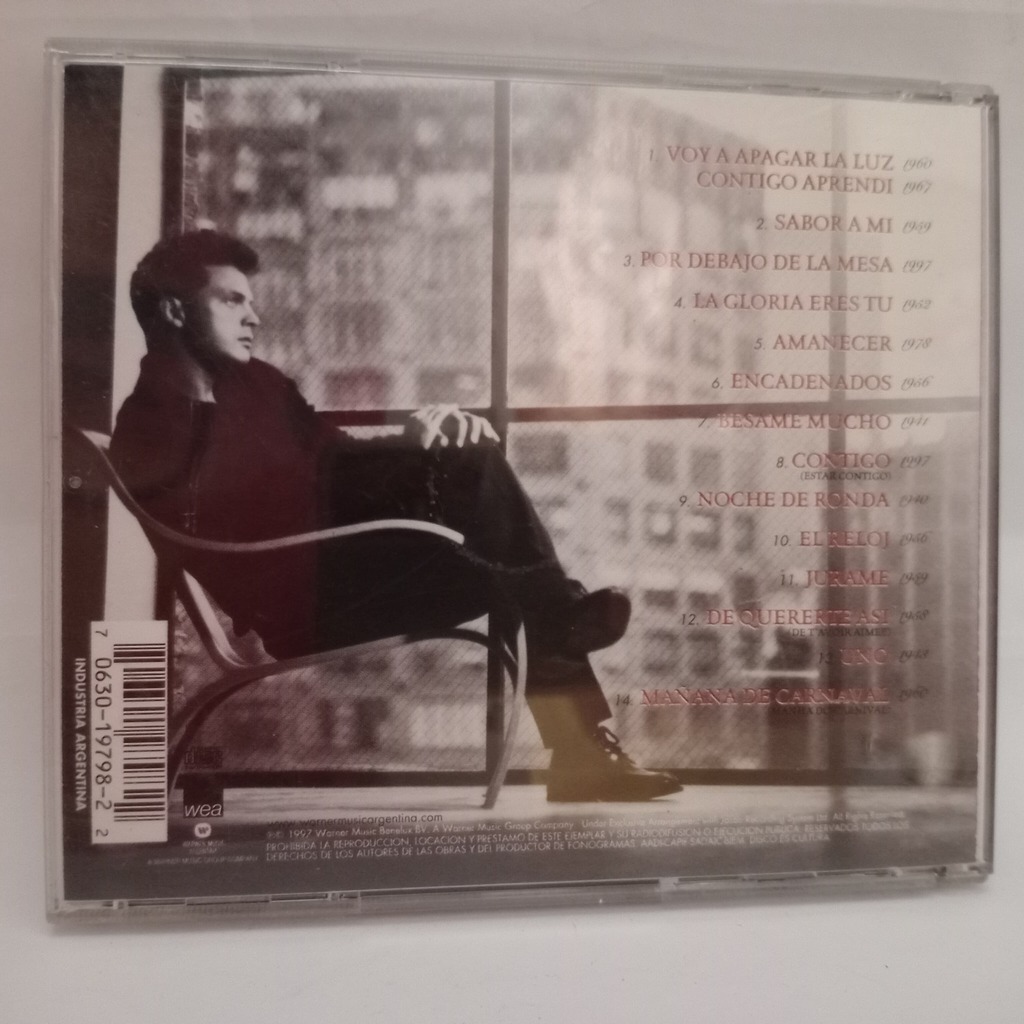 1. VOY A APAGAR LA LUZ 1960
CONTIGO APRENDI 1967
2. SABOR A MI 1959
3. POR DEBAJO DE LA MESA 1997
4. LA GLORIA ERES TU 1952
5. AMANECER 1978
6. ENCADENADOS 1956
7. BESAME MUCHO 1941
8. CONTIGO 1997
(ESTAR CONTIGO)
9. NOCHE DE RONDA 1940
10. EL RELOJ 1956
11. JURAME
12. DE QUERERTE ASI
13. UNO 1943
14. MAÑANA DE CARNAVAL
7 0630-19798-2 2
INDUSTRIA ARGENTINA
wea
www.warnermusicargentina.com
1997 Warner Music Benelux BV. A Warner Music Group Company.
PROHIBIDA LA REPRODUCCION, LOCACION Y PRESTAMO DE ESTE EJEMPLAR Y SU RADIODIFUSION O EJECUCION PUBLICA. RESERVADOS TODOS LOS
DERECHOS DE LOS AUTORES DE LAS OBRAS Y DEL PRODUCTOR DE FONOGRAMAS.